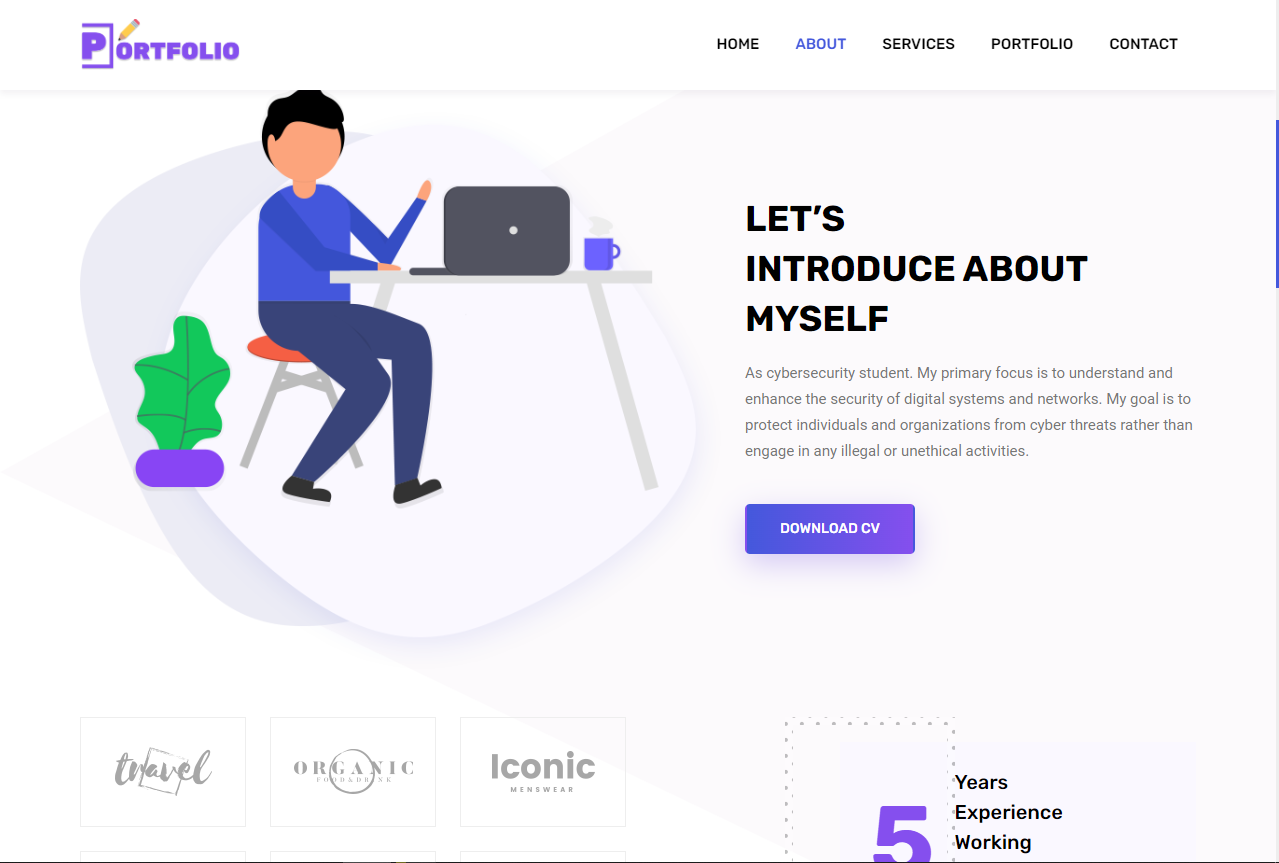 PORTFOLIO
HOME ABOUT SERVICES PORTFOLIO CONTACT
LET’S
INTRODUCE ABOUT
MYSELF
As cybersecurity student. My primary focus is to understand and
enhance the security of digital systems and networks. My goal is to
protect individuals and organizations from cyber threats rather than
engage in any illegal or unethical activities.
DOWNLOAD CV
travel
ORGANIC
FOOD&DRINK
Iconic
MENSWEAR
5
Years
Experience
Working